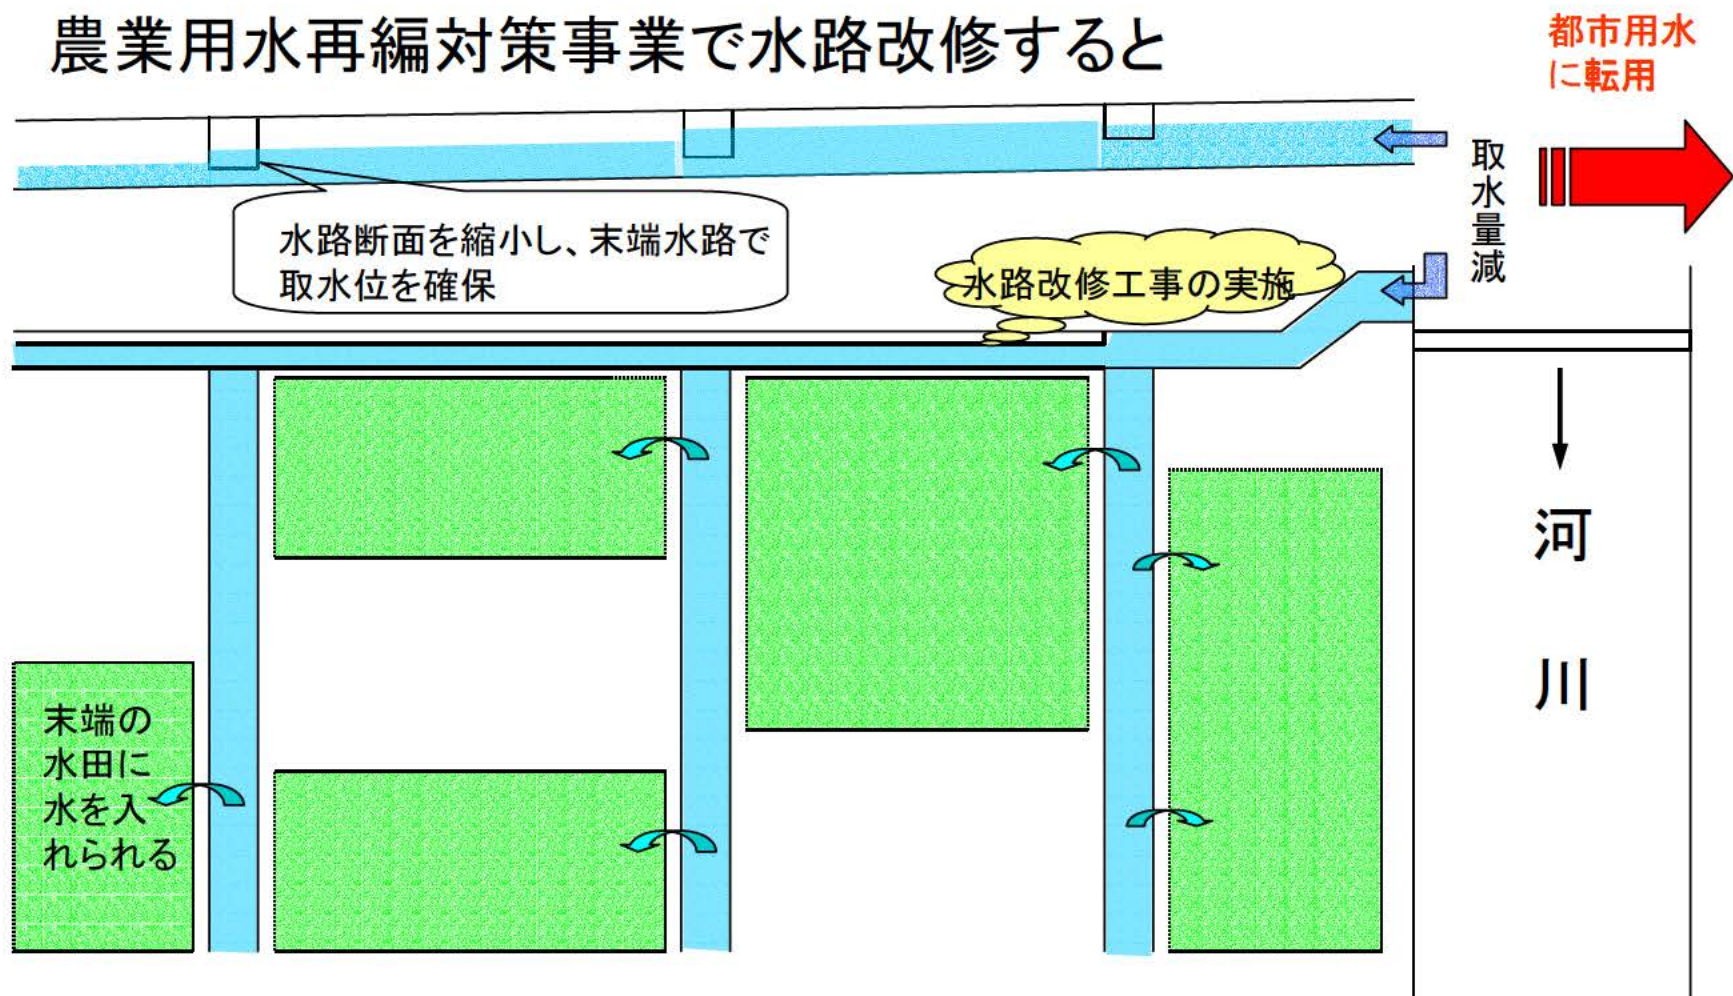 農業用水再編対策事業で水路改修すると
都市用水
に転用
取水量減
水路断面を縮小し、末端水路で
取水位を確保
水路改修工事の実施
河川
末端の
水田に
水を入
れられる